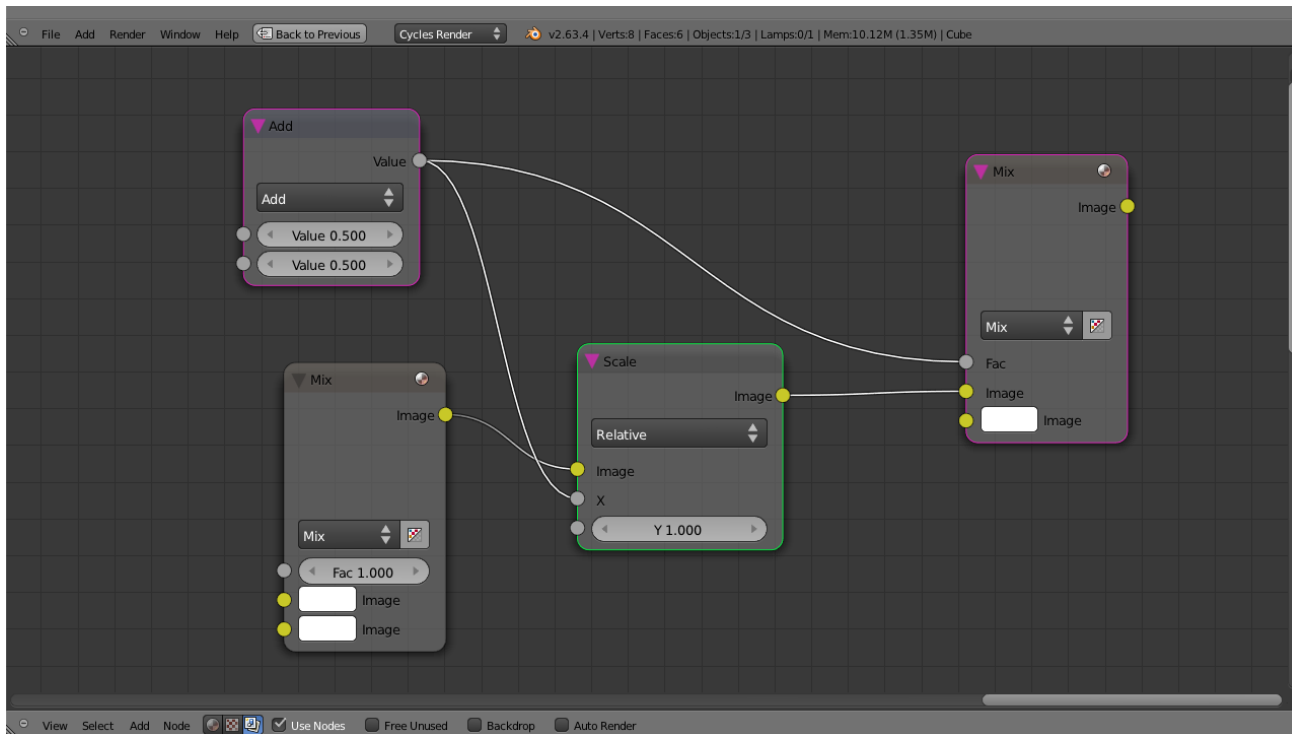 File Add Render Window Help Back to Previous Cycles Render v2.63.4 | Verts:8 | Faces:6 | Objects:1/3 | Lamps:0/1 | Mem:10.12M (1.35M) | Cube
Add
Value
Add
Value 0.500
Value 0.500
Mix
Image
Mix
Fac 1.000
Image
Image
Scale
Image
Relative
Image
X
Y 1.000
Mix
Image
Mix
Fac
Image
Image
View Select Add Node Use Nodes Free Unused Backdrop Auto Render